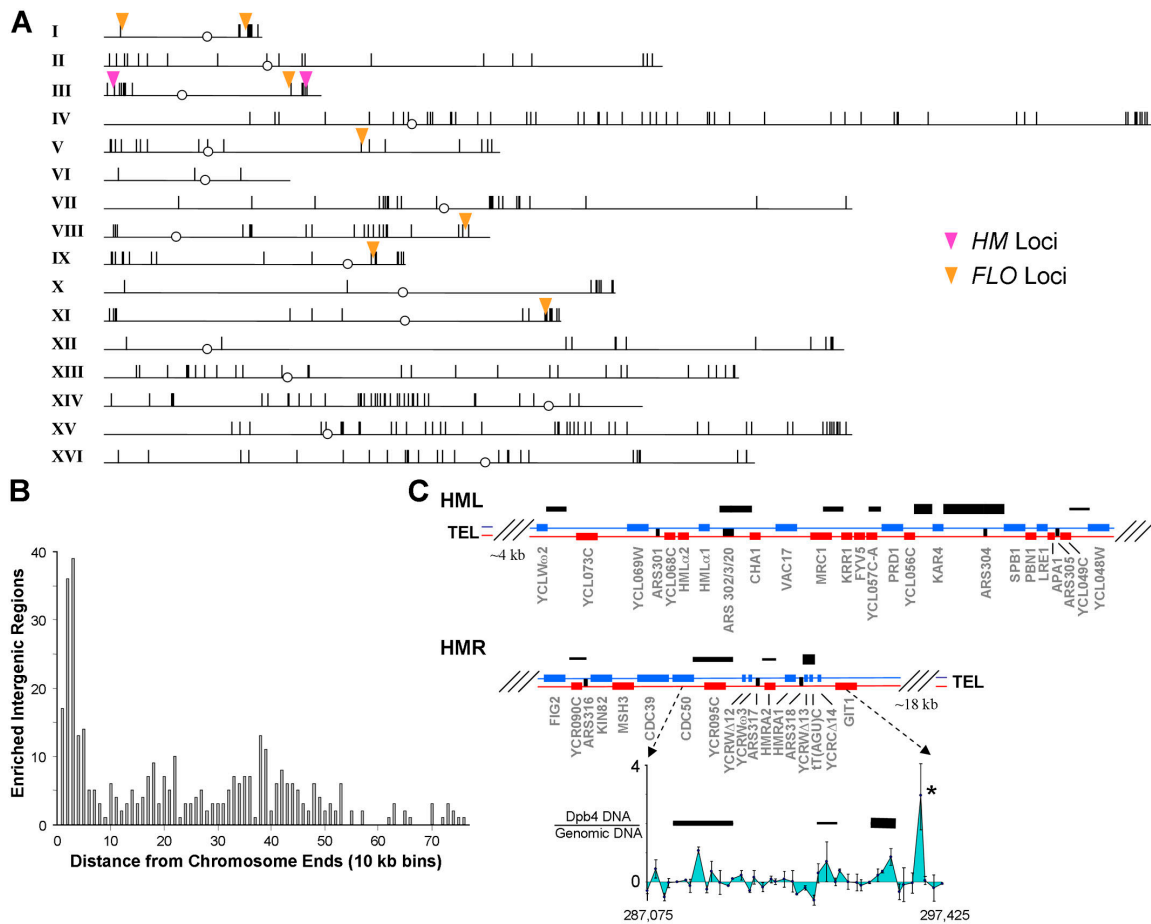 A
I
II
III
IV
V
VI
VII
VIII
IX
X
XI
XII
XIII
XIV
XV
XVI
HM Loci
FLO Loci
B
Enriched Intergenic Regions
40
30
20
10
0
0 10 20 30 40 50 60 70
Distance from Chromosome Ends (10 kb bins)
C
HML
TEL
~4 kb
YCLWω2
YCL073C
YCL069W
ARS301
YCL068C
HMLα2
HMLα1
ARS 302/3/20
CHA1
VAC17
MRC1
KRR1
FYV5
YCL057C-A
PRD1
YCL056C
KAR4
ARS304
SPB1
PBN1
LRE1
APA1
ARS305
YCL049C
YCL048W
HMR
TEL
~18 kb
FIG2
YCR090C
ARS316
KIN82
MSH3
CDC39
CDC50
YCR095C
YCRWΔ12
YCRWω3
ARS317
HMRA2
HMRA1
ARS318
YCRWΔ13
tT(AGU)C
YCRCΔ14
GIT1
Dpb4 DNA
Genomic DNA
4
0
*
287,075 297,425